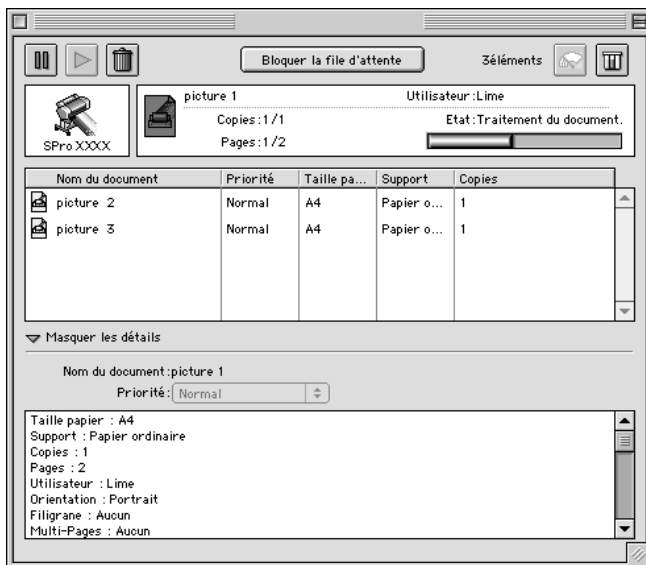 Bloquer la file d'attente
3éléments
SPro XXXX
picture 1
Utilisateur :Lime
Copies :1/1
Etat :Traitement du document.
Pages :1/2
Nom du document Priorité Taille pa... Support Copies
picture 2 Normal A4 Papier o... 1
picture 3 Normal A4 Papier o... 1
Masquer les détails
Nom du document :picture 1
Priorité : Normal
Taille papier : A4
Support : Papier ordinaire
Copies : 1
Pages : 2
Utilisateur : Lime
Orientation : Portrait
Filigrane : Aucun
Multi-Pages : Aucun